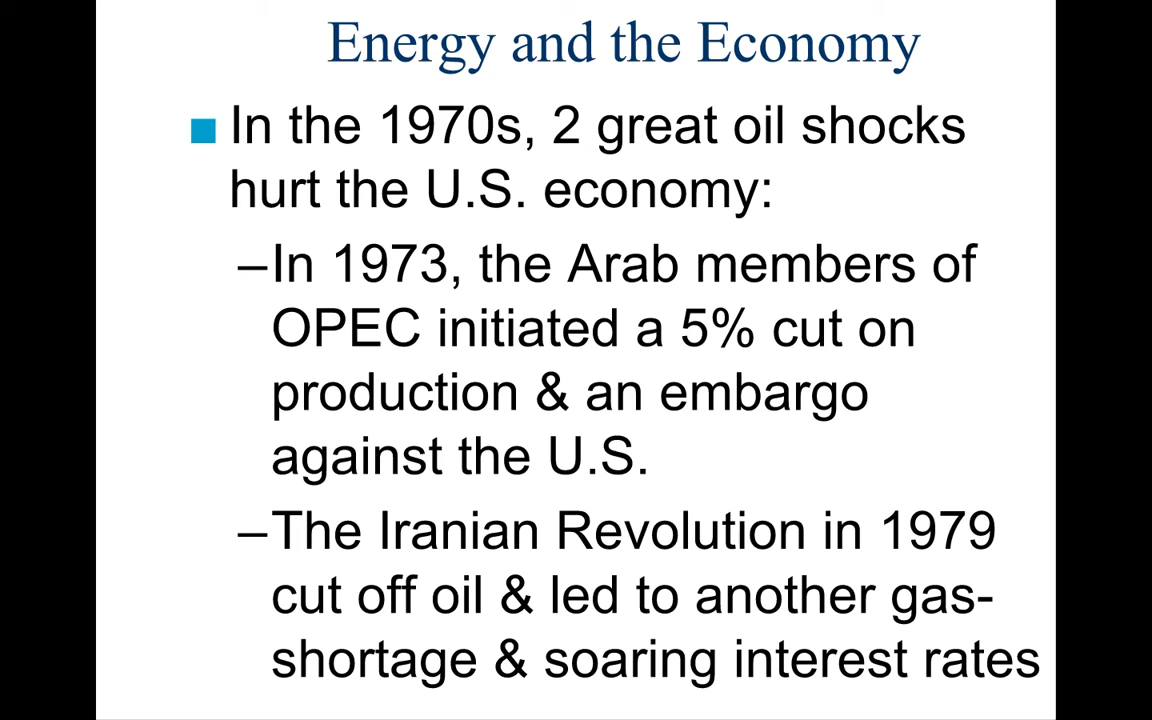 Energy and the Economy
In the 1970s, 2 great oil shocks
hurt the U.S. economy:
–In 1973, the Arab members of
OPEC initiated a 5% cut on
production & an embargo
against the U.S.
–The Iranian Revolution in 1979
cut off oil & led to another gas-
shortage & soaring interest rates